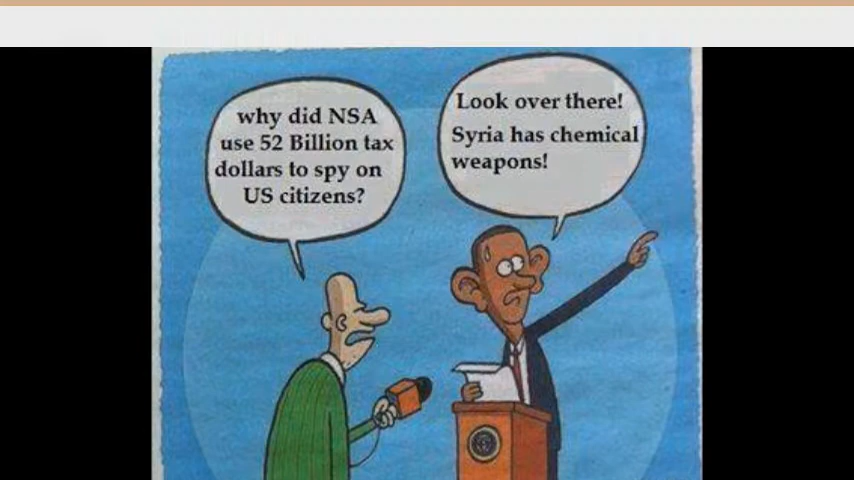 why did NSA
use 52 Billion tax
dollars to spy on
US citizens?
Look over there!
Syria has chemical
weapons!